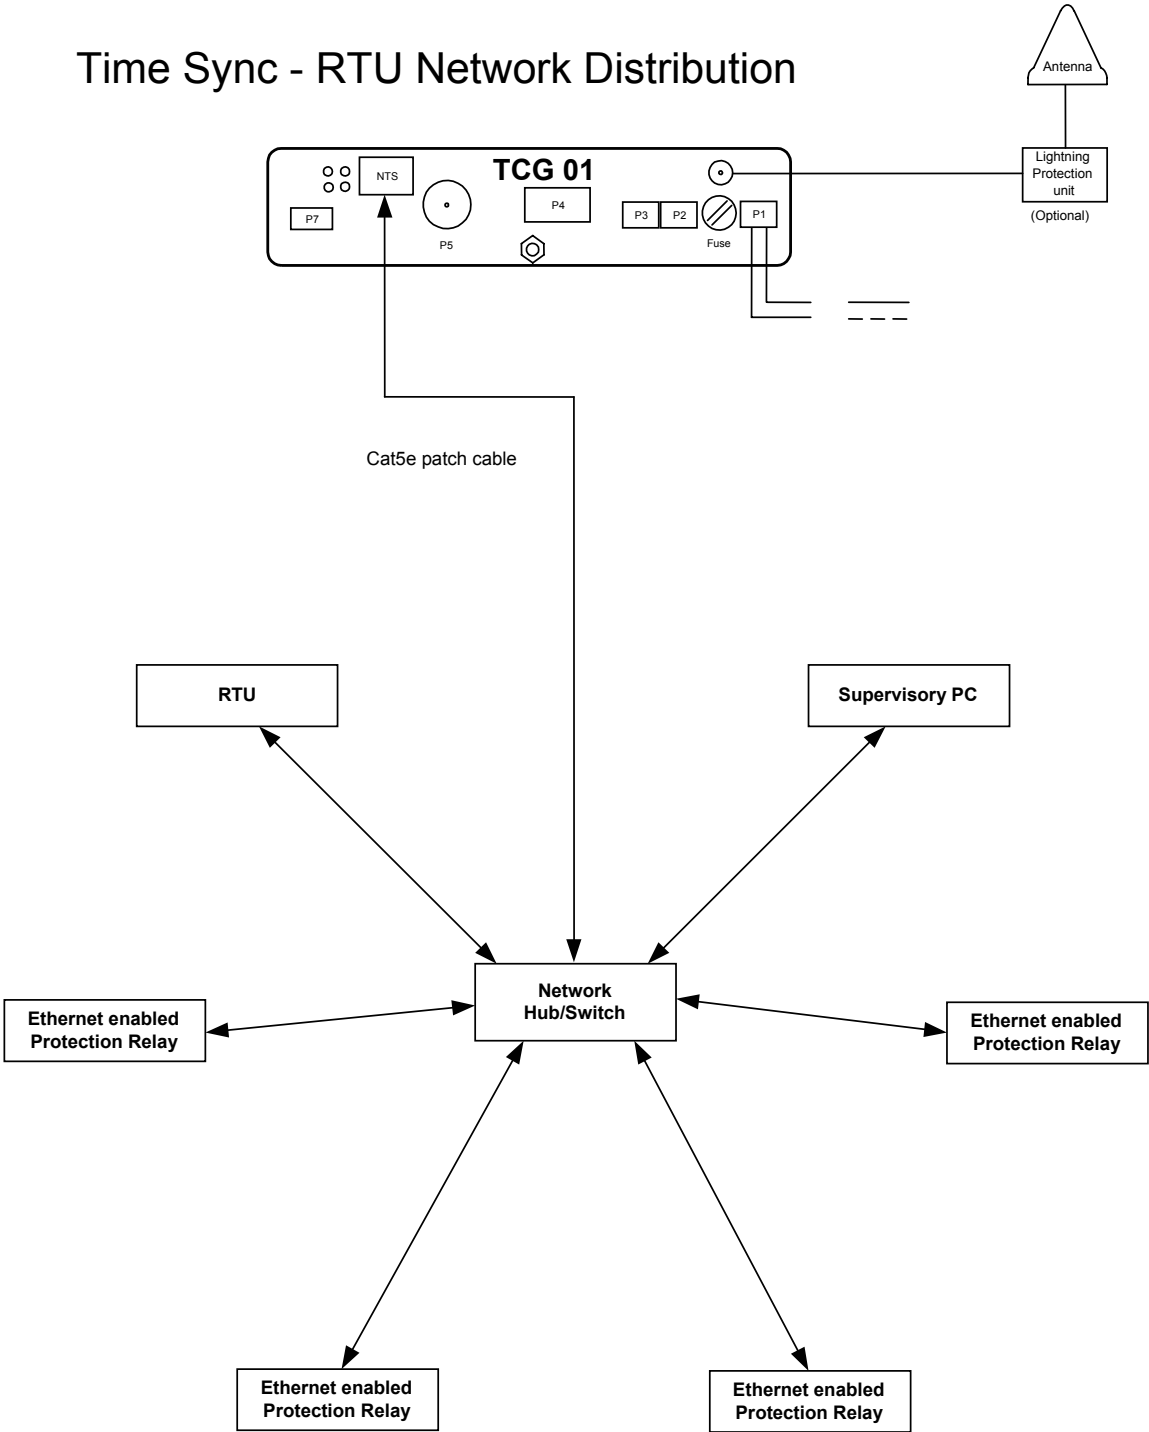 Time Sync - RTU Network Distribution
Antenna
Lightning
Protection
unit
(Optional)
TCG 01
NTS
P7
P5
P4
P3
P2
Fuse
P1
Cat5e patch cable
RTU
Supervisory PC
Network
Hub/Switch
Ethernet enabled
Protection Relay
Ethernet enabled
Protection Relay
Ethernet enabled
Protection Relay
Ethernet enabled
Protection Relay